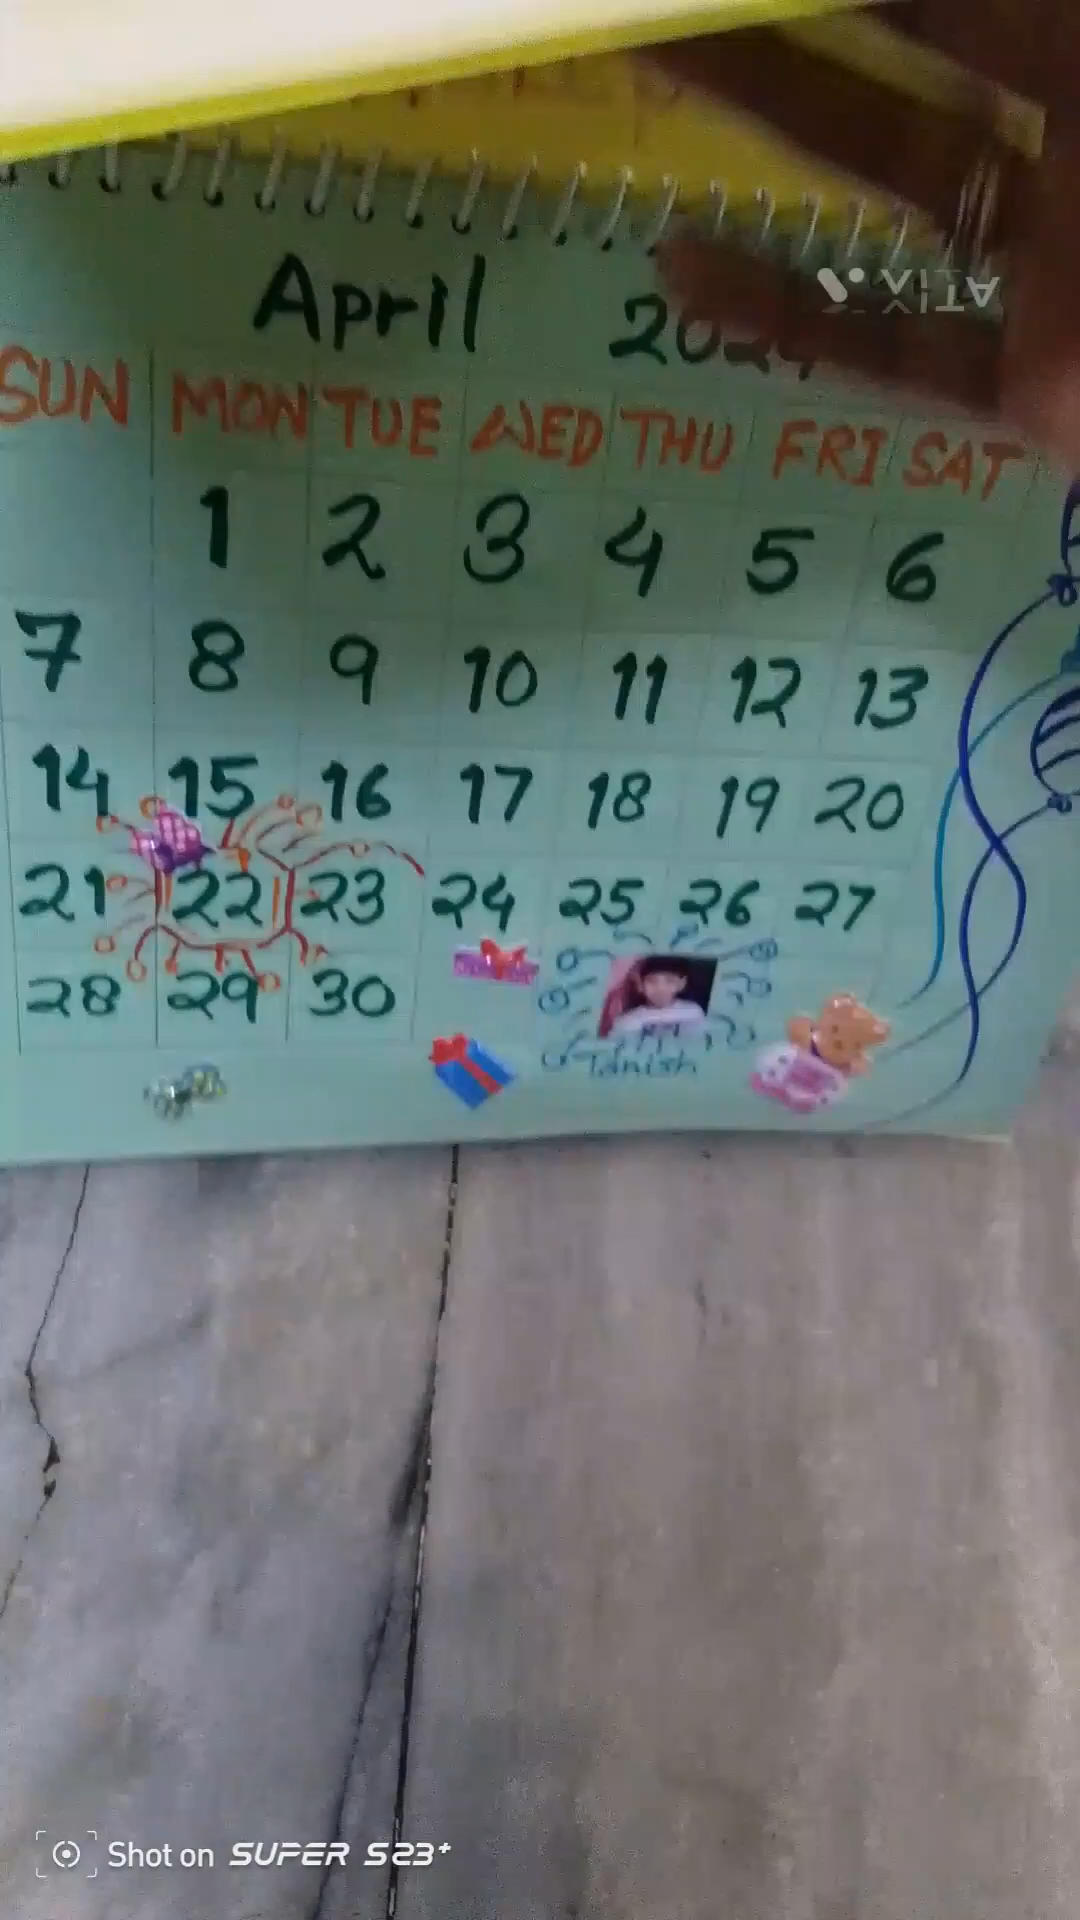 VITA
April 2024
SUN MON TUE WED THU FRI SAT
1 2 3 4 5 6
7 8 9 10 11 12 13
14 15 16 17 18 19 20
21 22 23 24 25 26 27
28 29 30
Tanish
Shot on SUPER S23+